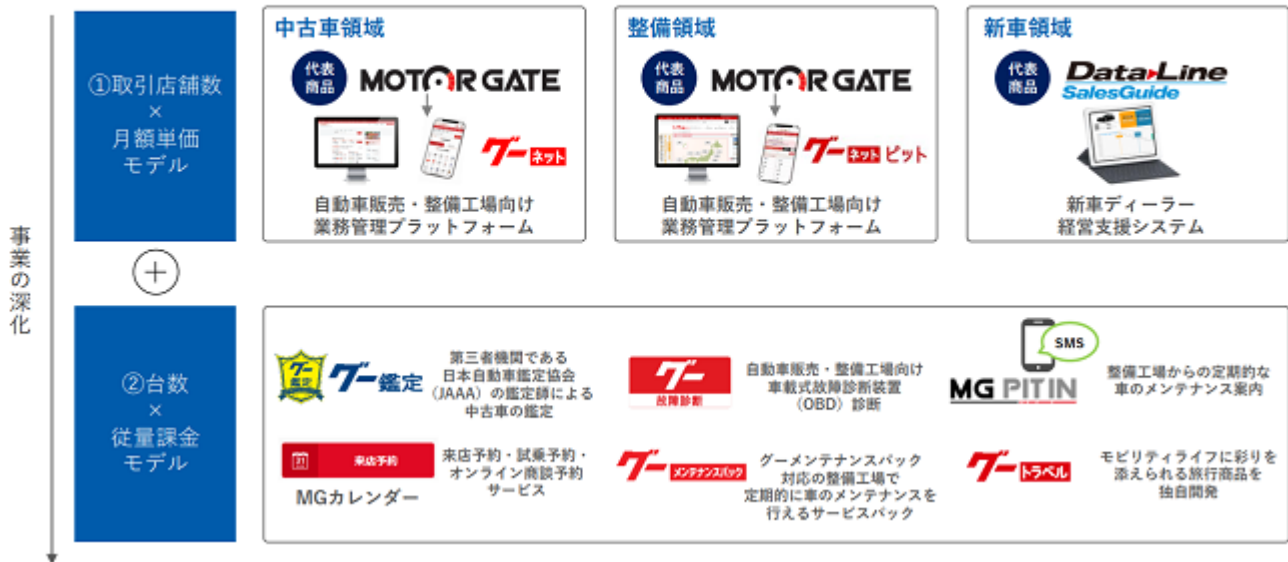 事業の深化
①取引店舗数
×
月額単価
モデル
中古車領域
代表
商品
MOTOR GATE
グーネット
自動車販売・整備工場向け
業務管理プラットフォーム
整備領域
代表
商品
MOTOR GATE
グーネットピット
自動車販売・整備工場向け
業務管理プラットフォーム
新車領域
代表
商品
Data Line
SalesGuide
新車ディーラー
経営支援システム
②台数
×
従量課金
モデル
グー
鑑定
グー鑑定
第三者機関である
日本自動車鑑定協会
(JAAA)の鑑定師による
中古車の鑑定
グー
故障診断
自動車販売・整備工場向け
車載式故障診断装置
(OBD)診断
SMS
MG PIT IN
整備工場からの定期的な
車のメンテナンス案内
31
来店予約
MGカレンダー
来店予約・試乗予約・
オンライン商談予約
サービス
グーメンテナンスパック
グーメンテナンスパック
対応の整備工場で
定期的に車のメンテナンスを
行えるサービスパック
グートラベル
モビリティライフに彩りを
添えられる旅行商品を
独自開発